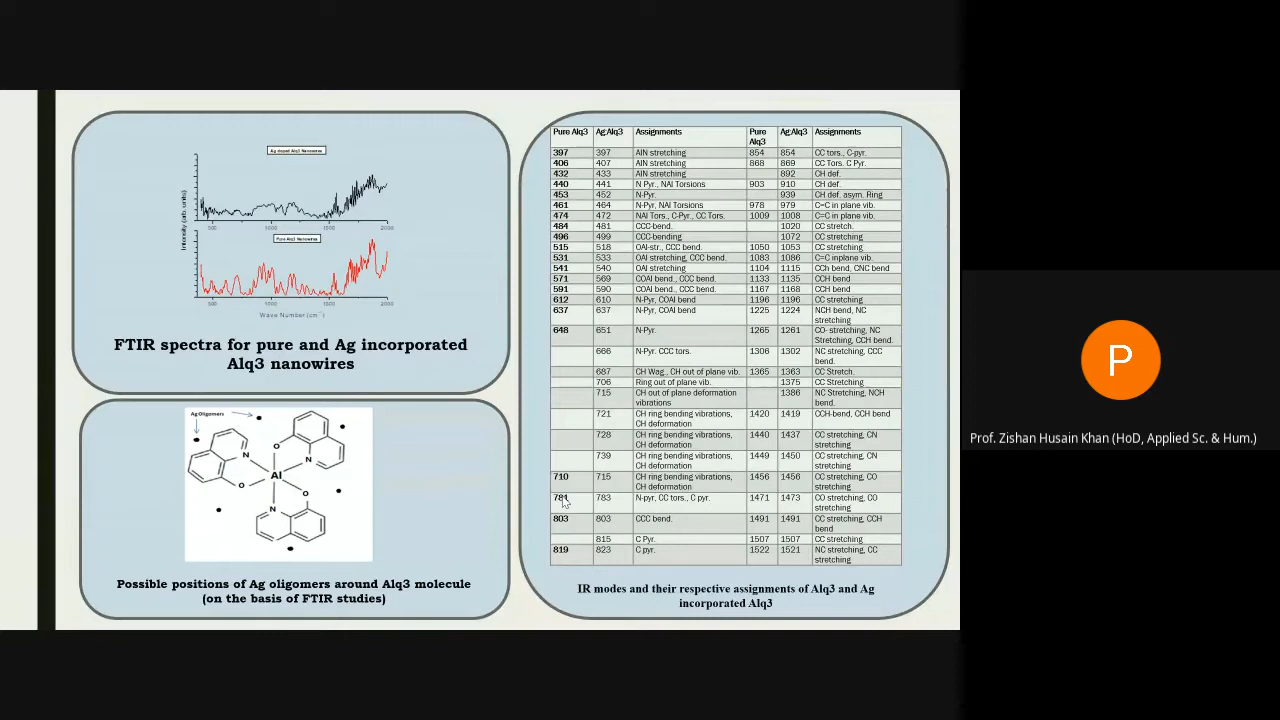 Ag doped Alq3 Nanowires
Intensity (arb. units)
500 1000 1500 2000
Pure Alq3 Nanowires
500 1000 1500 2000
Wave Number (cm⁻¹)
FTIR spectra for pure and Ag incorporated
Alq3 nanowires
Ag Oligomers
O
N
N
Al
O
O
N
Possible positions of Ag oligomers around Alq3 molecule
(on the basis of FTIR studies)
Pure Alq3 Ag:Alq3 Assignments Pure Alq3 Ag:Alq3 Assignments
397 397 AlN stretching 854 854 CC tors., C-pyr.
406 407 AlN stretching 868 869 CC Tors. C Pyr.
432 433 AlN stretching 892 CH def.
440 441 N Pyr., NAl Torsions 903 910 CH def.
453 452 N-Pyr. 939 CH def. asym. Ring
461 464 N-Pyr, NAl Torsions 978 979 C=C in plane vib.
474 472 NAl Tors., C-Pyr., CC Tors. 1009 1008 C=C in plane vib.
484 481 CCC-bend. 1020 CC stretch.
496 499 CCC-bending 1072 CC stretching
515 518 OAl-str., CCC bend. 1050 1053 CC stretching
531 533 OAl stretching, CCC bend. 1083 1086 C=C inplane vib.
541 540 OAl stretching 1104 1115 CCh bend, CNC bend
571 569 COAl bend., CCC bend. 1133 1135 CCH bend
591 590 COAl bend., CCC bend. 1167 1168 CCH bend
612 610 N-Pyr, COAl bend 1196 1196 CC stretching
637 637 N-Pyr, COAl bend 1225 1224 NCH bend, NC
stretching
648 651 N-Pyr. 1265 1261 CO- stretching, NC
Stretching, CCH bend.
666 N-Pyr. CCC tors. 1306 1302 NC stretching, CCC
bend.
687 CH Wag., CH out of plane vib. 1365 1363 CC Stretch.
706 Ring out of plane vib. 1375 CC Stretching
715 CH out of plane deformation 1386 NC Stretching, NCH
vibrations bend.
721 CH ring bending vibrations, 1420 1419 CCH-bend, CCH bend
CH deformation
728 CH ring bending vibrations, 1440 1437 CC stretching, CN
CH deformation stretching
739 CH ring bending vibrations, 1449 1450 CC stretching, CN
CH deformation stretching
710 715 CH ring bending vibrations, 1456 1456 CC stretching, CO
CH deformation stretching
781 783 N-pyr, CC tors., C pyr. 1471 1473 CO stretching, CO
stretching
803 803 CCC bend. 1491 1491 CC stretching, CCH
bend
815 C Pyr. 1507 1507 CC stretching
819 823 C pyr. 1522 1521 NC stretching, CC
stretching
IR modes and their respective assignments of Alq3 and Ag
incorporated Alq3
P
Prof. Zishan Husain Khan (HoD, Applied Sc. & Hum.)